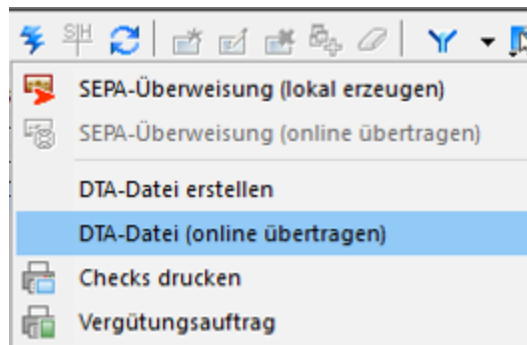 S|H
SEPA-Überweisung (lokal erzeugen)
SEPA-Überweisung (online übertragen)
DTA-Datei erstellen
DTA-Datei (online übertragen)
Checks drucken
Vergütungsauftrag